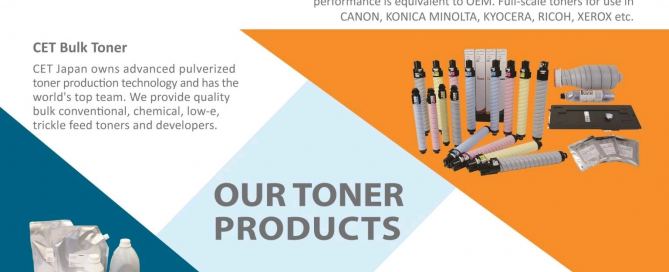 performance is equivalent to OEM. Full-scale toners for use in
CANON, KONICA MINOLTA, KYOCERA, RICOH, XEROX etc.
CET Bulk Toner
CET Japan owns advanced pulverized
toner production technology and has the
world's top team. We provide quality
bulk conventional, chemical, low-e,
trickle feed toners and developers.
OUR TONER
PRODUCTS